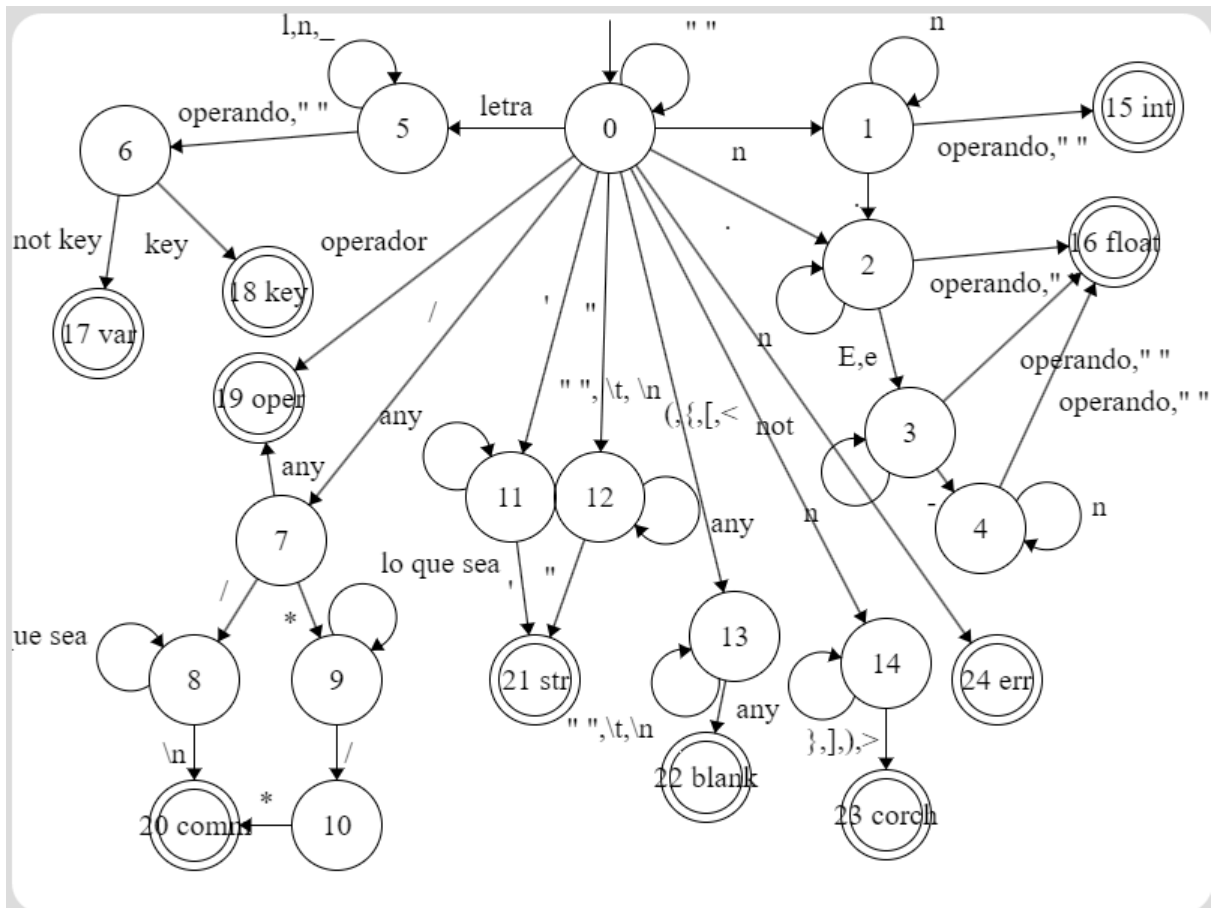 l,n,_
" "
n
operando," "
letra
6
5
0
1
15 int
n
operando," "
.
.
not key
key
operador
2
16 float
operando," "
18 key
17 var
/
'
"
n
E,e
operando," "
19 oper
any
" ", \t, \n
(,{,[,<
not
operando," "
3
any
11
12
-
n
n
4
any
7
lo que sea
'
"
/
*
13
que sea
8
9
14
21 str
24 err
any
" ",\t,\n
},],),>
\n
/
22 blank
*
20 comm
10
23 corch